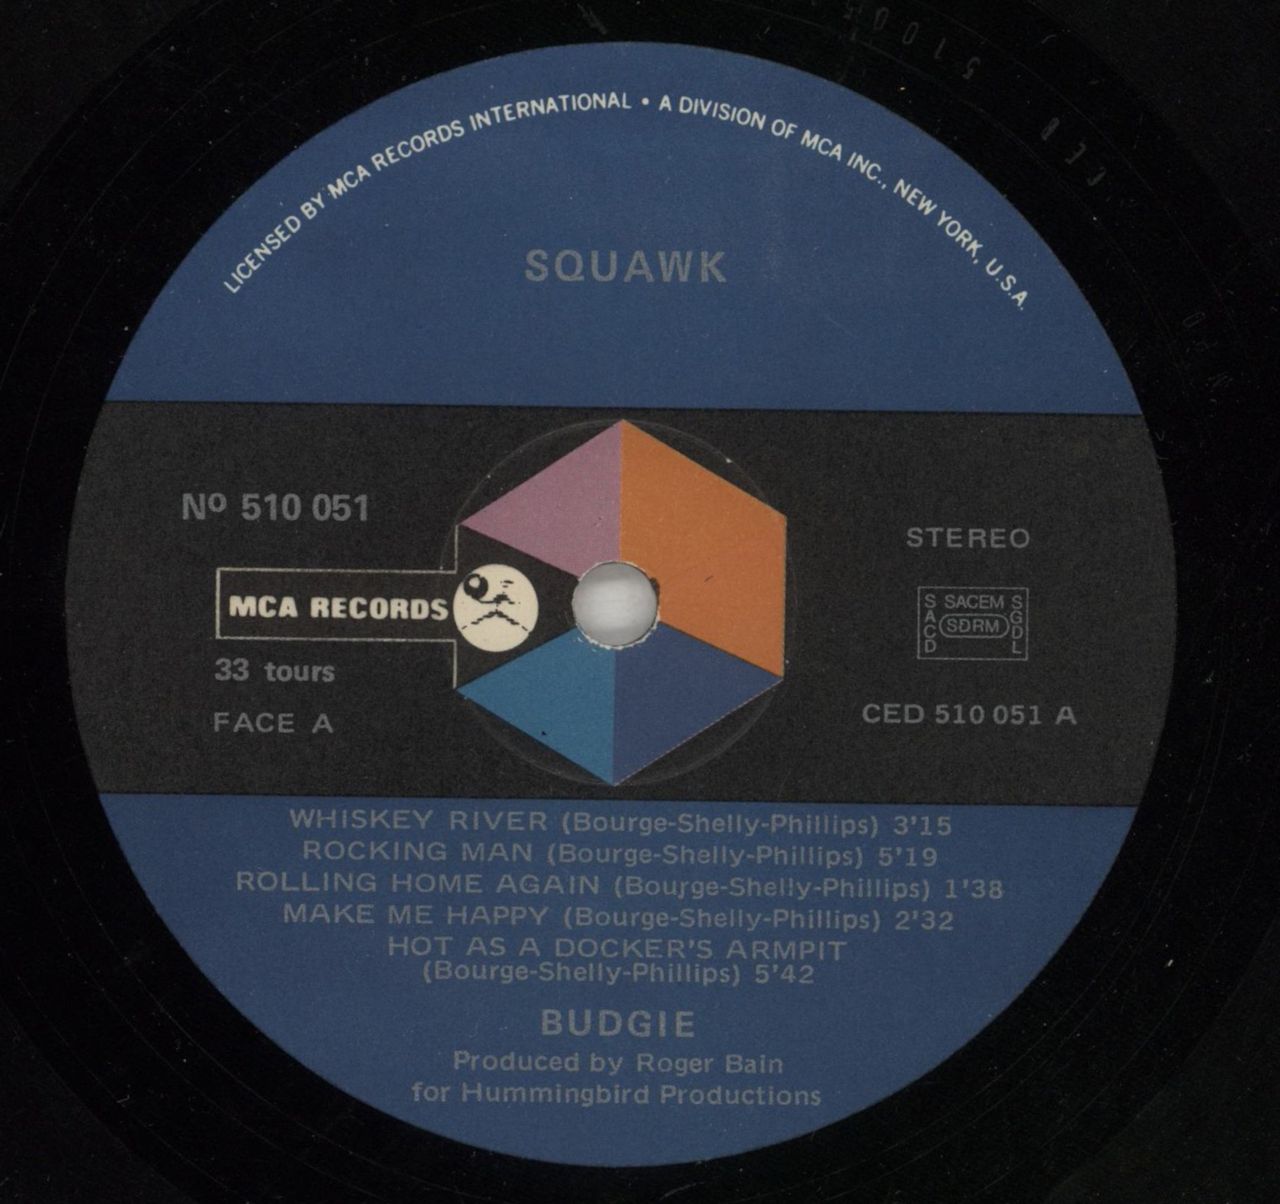 LICENSED BY MCA RECORDS INTERNATIONAL • A DIVISION OF MCA INC., NEW YORK, U.S.A.
SQUAWK
Nº 510 051
STEREO
MCA RECORDS
SACD SACEM SGDL
SDRM
33 tours
FACE A
CED 510 051 A
WHISKEY RIVER (Bourge-Shelly-Phillips) 3'15
ROCKING MAN (Bourge-Shelly-Phillips) 5'19
ROLLING HOME AGAIN (Bourge-Shelly-Phillips) 1'38
MAKE ME HAPPY (Bourge-Shelly-Phillips) 2'32
HOT AS A DOCKER'S ARMPIT
(Bourge-Shelly-Phillips) 5'42
BUDGIE
Produced by Roger Bain
for Hummingbird Productions